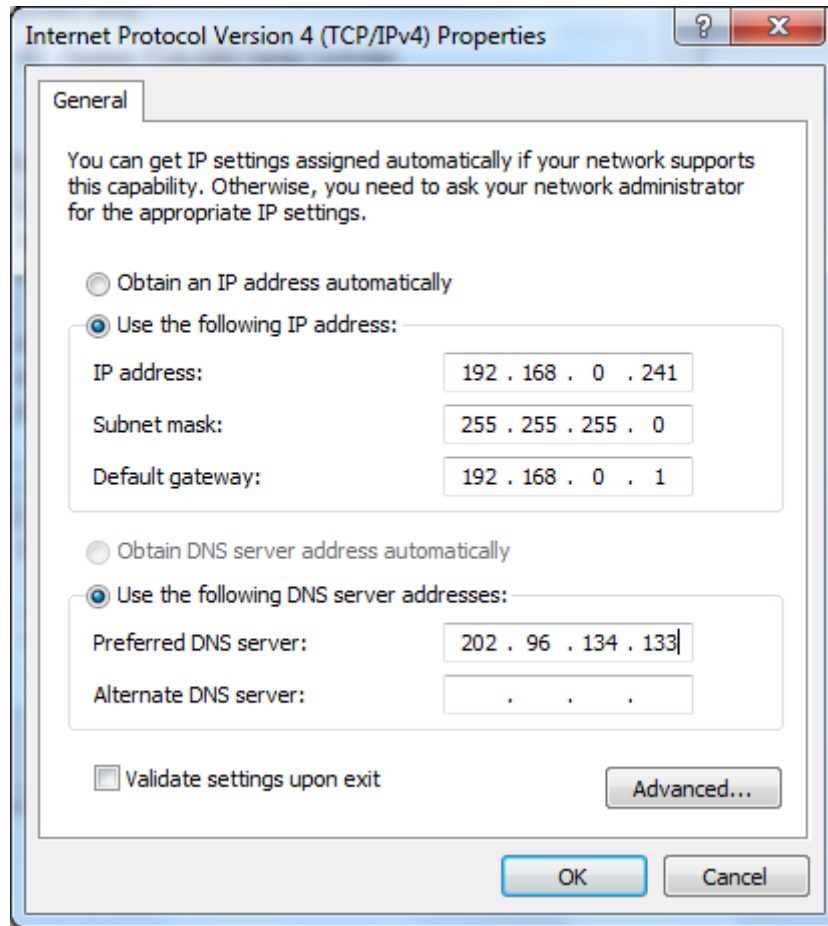 Internet Protocol Version 4 (TCP/IPv4) Properties
General
You can get IP settings assigned automatically if your network supports
this capability. Otherwise, you need to ask your network administrator
for the appropriate IP settings.
Obtain an IP address automatically
Use the following IP address:
IP address: 192 . 168 . 0 . 241
Subnet mask: 255 . 255 . 255 . 0
Default gateway: 192 . 168 . 0 . 1
Obtain DNS server address automatically
Use the following DNS server addresses:
Preferred DNS server: 202 . 96 . 134 . 133
Alternate DNS server: . . .
Validate settings upon exit
Advanced...
OK Cancel